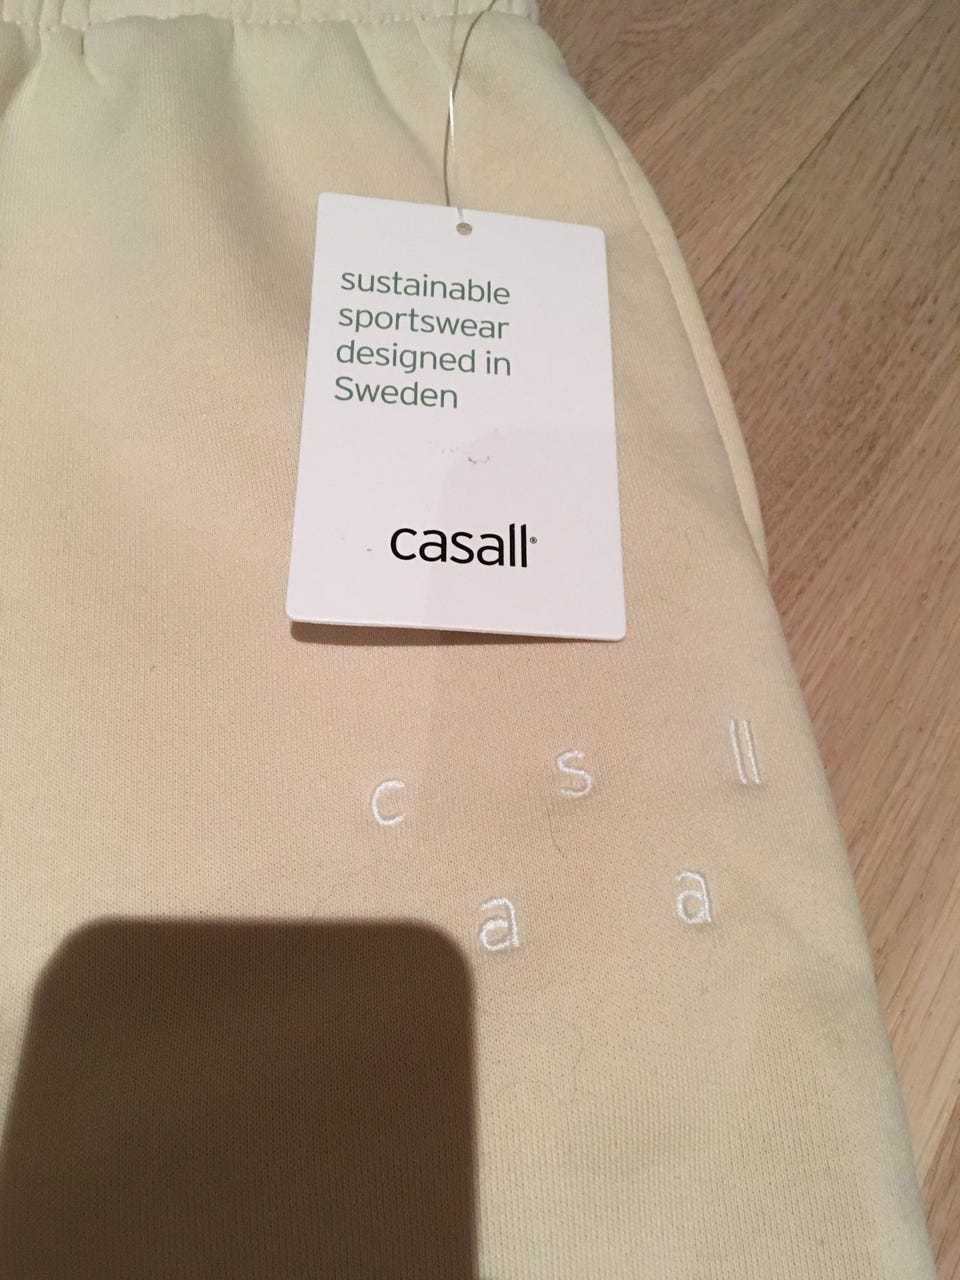 sustainable
sportswear
designed in
Sweden
casall®
c s ll
a a